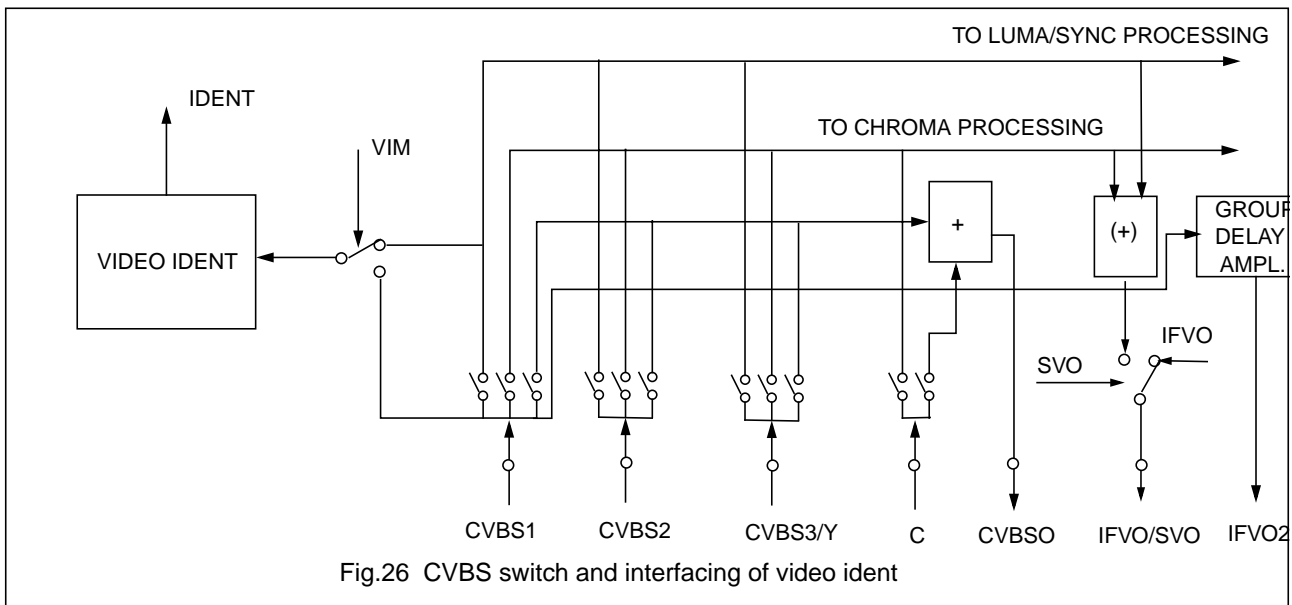 TO LUMA/SYNC PROCESSING
IDENT
TO CHROMA PROCESSING
VIM
VIDEO IDENT
+
(+)
GROUP
DELAY
AMPL.
IFVO
SVO
CVBS1
CVBS2
CVBS3/Y
C
CVBSO
IFVO/SVO
IFVO2
Fig.26 CVBS switch and interfacing of video ident